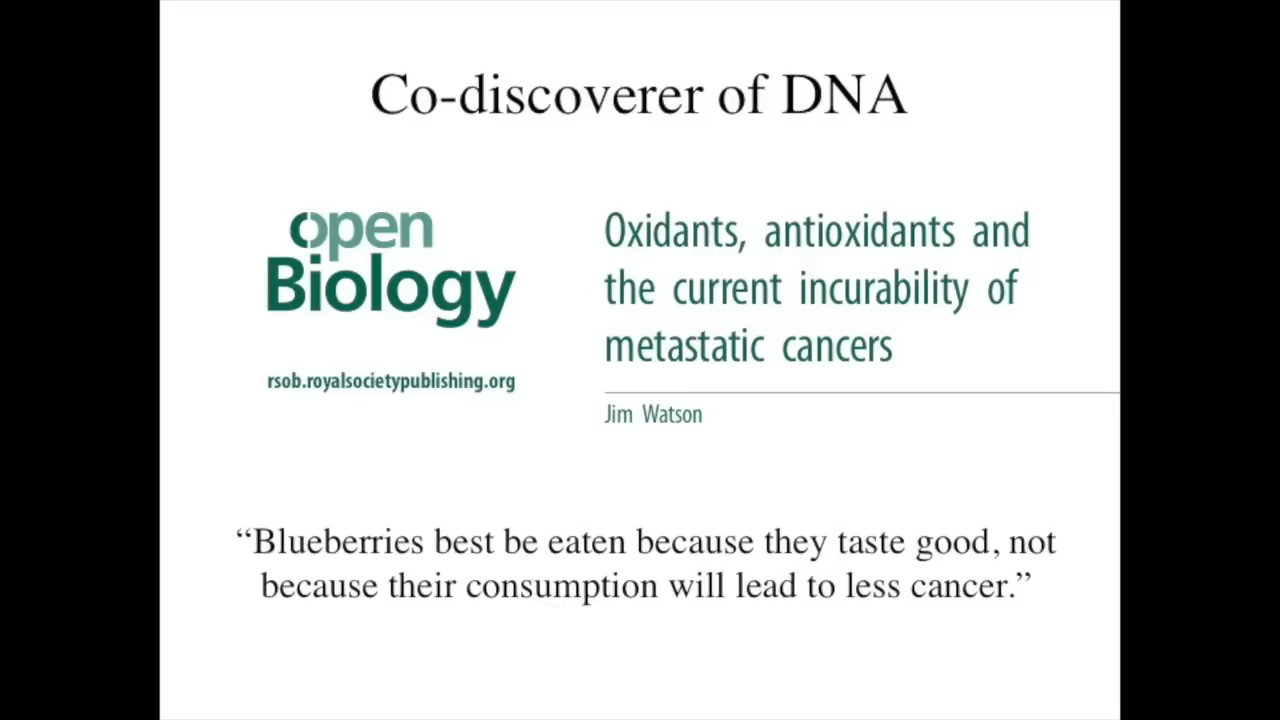 Co-discoverer of DNA
open
Biology
rsob.royalsocietypublishing.org
Oxidants, antioxidants and
the current incurability of
metastatic cancers
Jim Watson
“Blueberries best be eaten because they taste good, not
because their consumption will lead to less cancer.”